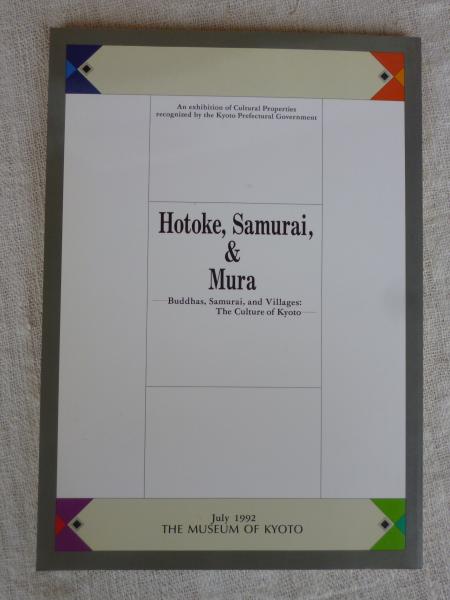 An exhibition of Cultural Properties
recognized by the Kyoto Prefectural Government
Hotoke, Samurai,
&
Mura
Buddhas, Samurai, and Villages:
The Culture of Kyoto
July 1992
THE MUSEUM OF KYOTO